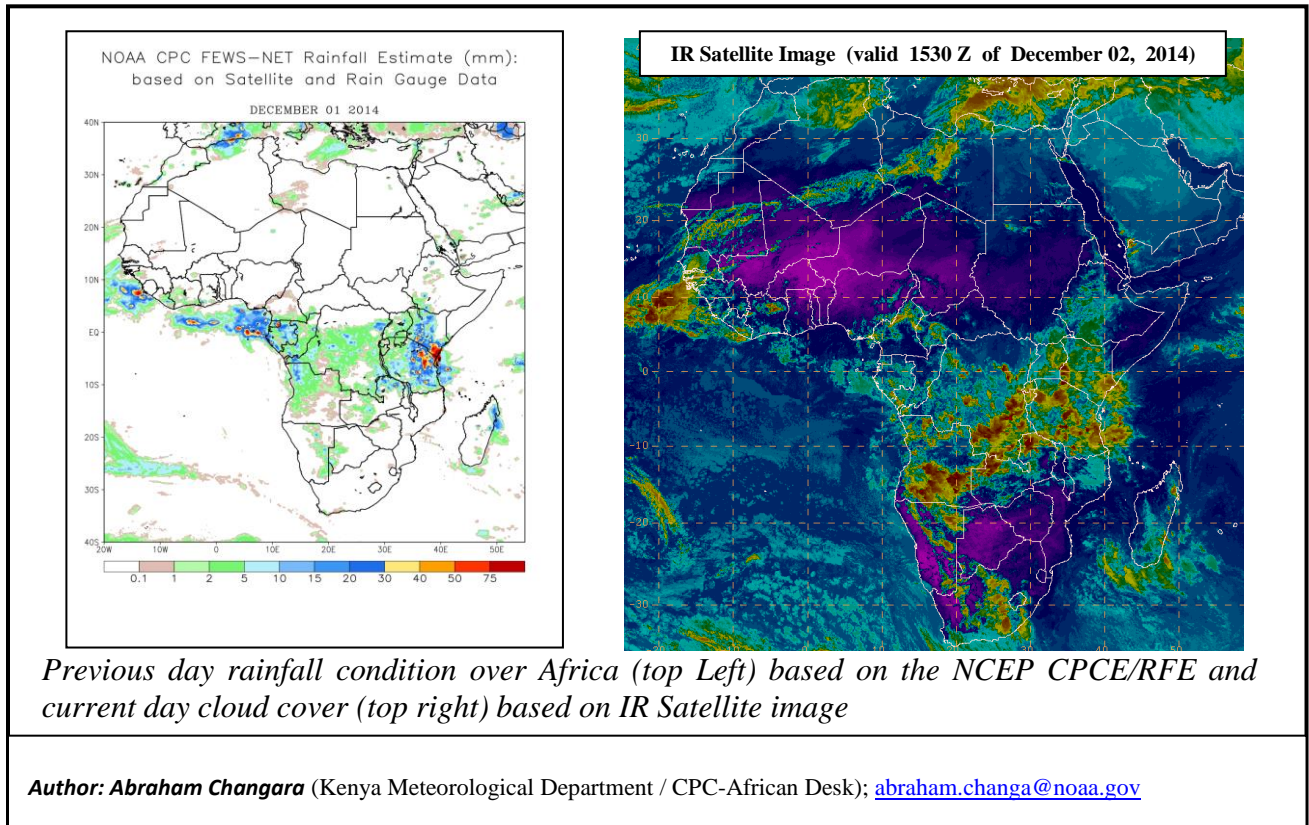 NOAA CPC FEWS-NET Rainfall Estimate (mm):
based on Satellite and Rain Gauge Data
DECEMBER 01 2014
40N
30N
20N
10N
EQ
10S
20S
30S
40S
20W 10W 0 10E 20E 30E 40E 50E
0.1 1 2 5 10 15 20 30 40 50 75
IR Satellite Image (valid 1530 Z of December 02, 2014)
30
20
10
0
-10
-20
-30
Previous day rainfall condition over Africa (top Left) based on the NCEP CPCE/RFE and
current day cloud cover (top right) based on IR Satellite image
Author: Abraham Changara (Kenya Meteorological Department / CPC-African Desk); abraham.changa@noaa.gov